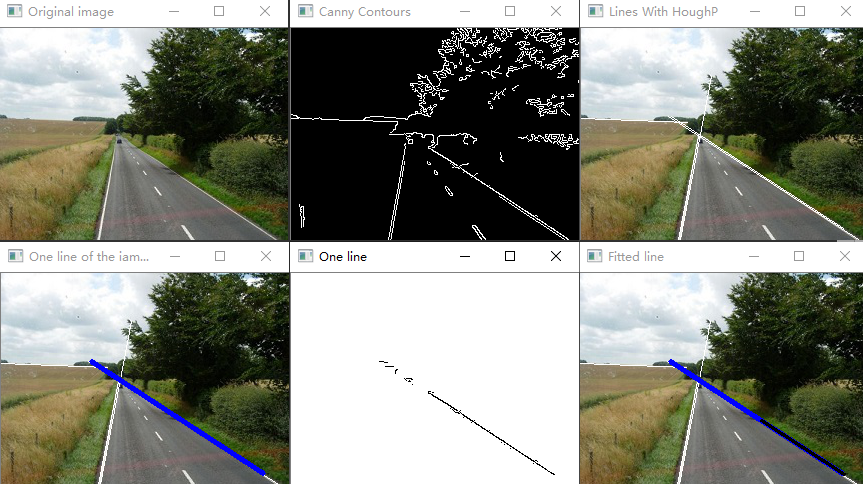 Original image
Canny Contours
Lines With HoughP
One line of the iam...
One line
Fitted line